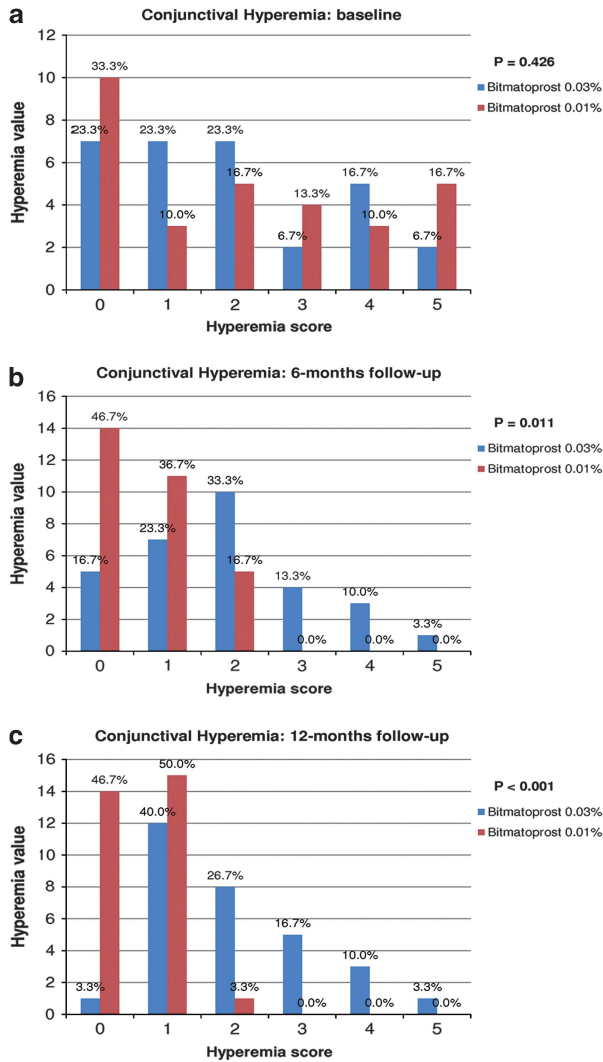 a
Conjunctival Hyperemia: baseline
Hyperemia value
12
10
8
6
4
2
0
23.3%
33.3%
23.3%
10.0%
23.3%
16.7%
6.7%
13.3%
16.7%
10.0%
6.7%
16.7%
0 1 2 3 4 5
Hyperemia score
P = 0.426
Bitmatoprost 0.03%
Bitmatoprost 0.01%
b
Conjunctival Hyperemia: 6-months follow-up
Hyperemia value
16
14
12
10
8
6
4
2
0
16.7%
46.7%
23.3%
36.7%
33.3%
16.7%
13.3%
0.0%
10.0%
0.0%
3.3%
0.0%
0 1 2 3 4 5
Hyperemia score
P = 0.011
Bitmatoprost 0.03%
Bitmatoprost 0.01%
c
Conjunctival Hyperemia: 12-months follow-up
Hyperemia value
16
14
12
10
8
6
4
2
0
3.3%
46.7%
40.0%
50.0%
26.7%
3.3%
16.7%
0.0%
10.0%
0.0%
3.3%
0.0%
0 1 2 3 4 5
Hyperemia score
P < 0.001
Bitmatoprost 0.03%
Bitmatoprost 0.01%